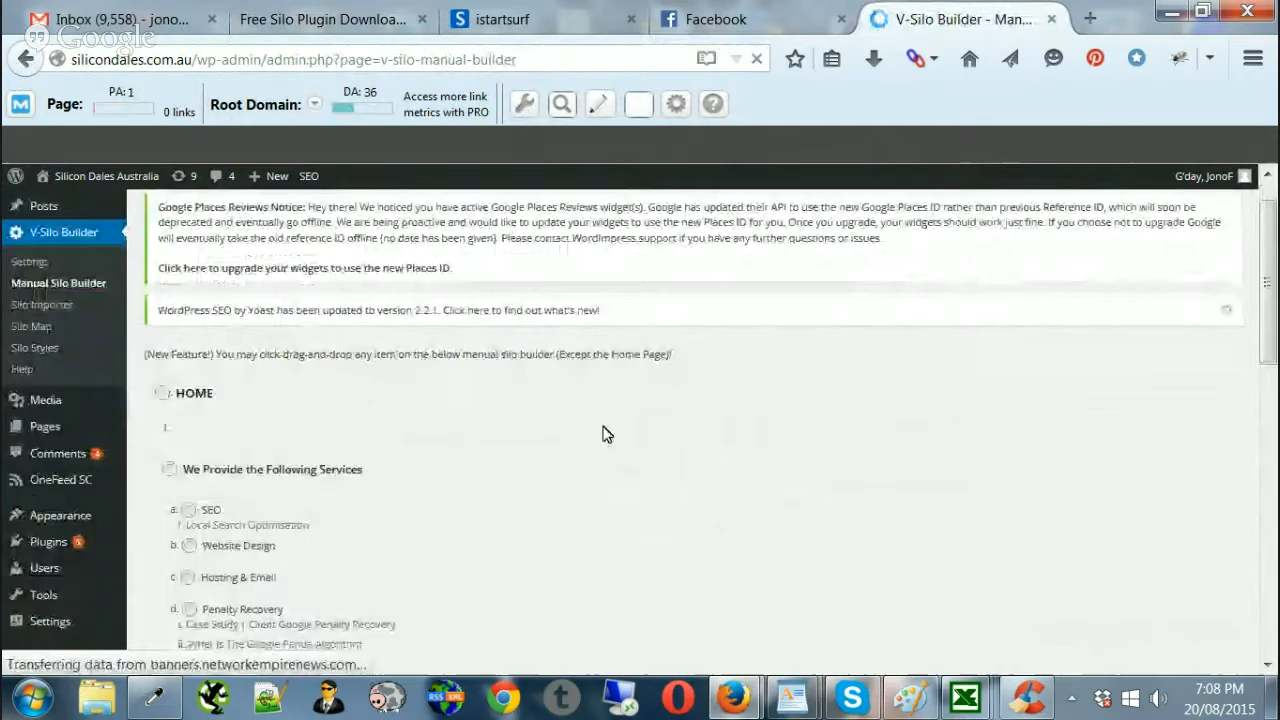 Inbox (9,558) - jono...
Free Silo Plugin Downloa...
istartsurf
Facebook
V-Silo Builder - Man...
Google
silicondales.com.au/wp-admin/admin.php?page=v-silo-manual-builder
Page:
PA: 1
0 links
Root Domain:
DA: 36
Access more link
metrics with PRO
Silicon Dales Australia
9
4
New
SEO
G'day, JonoF
Posts
V-Silo Builder
Settings
Manual Silo Builder
Silo Importer
Silo Map
Silo Styles
Help
Media
Pages
Comments
OneFeed SC
Appearance
Plugins
Users
Tools
Settings
Google Places Reviews Notice: Hey there! We noticed you have active Google Places Reviews widget(s). Google has updated their API to use the new Google Places ID rather than previous Reference ID, which will soon be
deprecated and eventually go offline. We are being proactive and would like to update your widgets to use the new Places ID for you. Once you upgrade, your widgets should work just fine. If you choose not to upgrade Google
will eventually take the old reference ID offline (no date has been given). Please contact WordImpress support if you have any further questions or issues.
Click here to upgrade your widgets to use the new Places ID.
WordPress SEO by Yoast has been updated to version 2.2.1. Click here to find out what's new!
(New Feature!) You may click-drag-and-drop any item on the below manual silo builder (Except the Home Page)!
HOME
We Provide the Following Services
a. SEO
i. Local Search Optimisation
b. Website Design
c. Hosting & Email
d. Penalty Recovery
i. Case Study | Client Google Penalty Recovery
ii. What Is The Google Panda Algorithm
Transferring data from banners.networkempirenews.com...
RSS XML
7:08 PM
20/08/2015